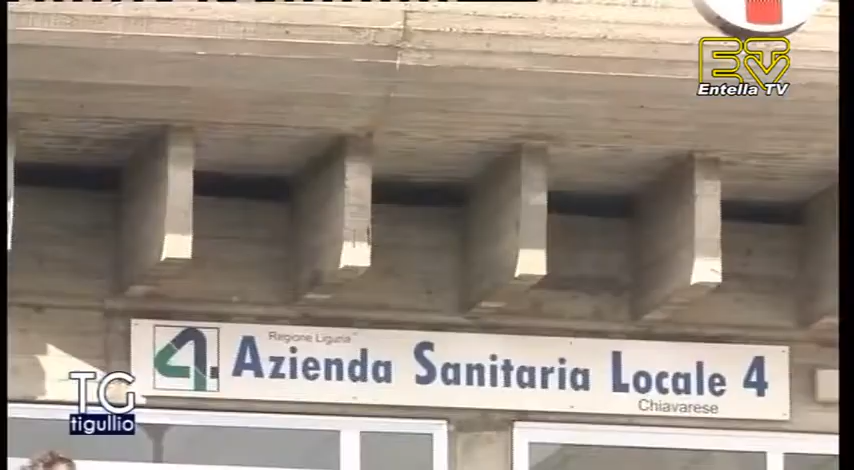 ETV
Entella TV
Regione Liguria
4. Azienda Sanitaria Locale 4
Chiavarese
TG
tigullio